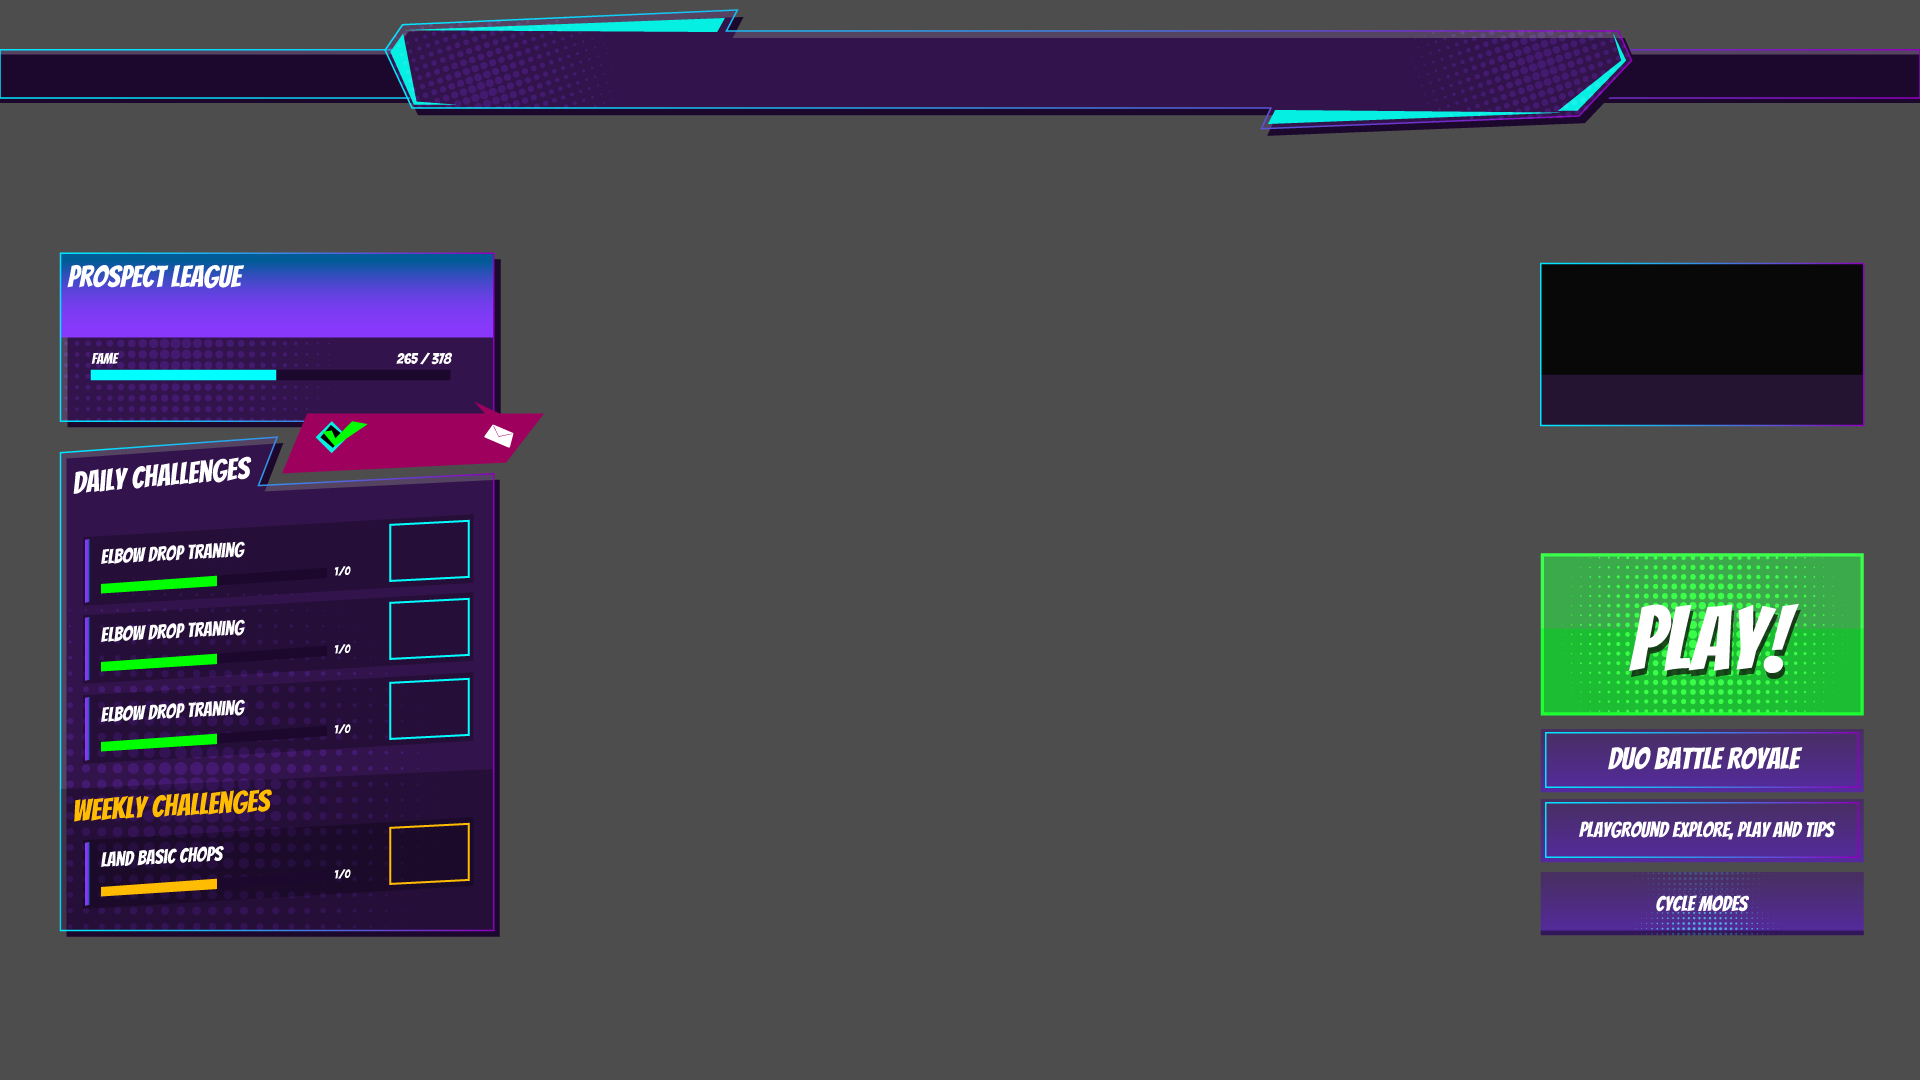 PROSPECT LEAGUE
FAME
265 / 378
DAILY CHALLENGES
ELBOW DROP TRANING
1/0
ELBOW DROP TRANING
1/0
ELBOW DROP TRANING
1/0
WEEKLY CHALLENGES
LAND BASIC CHOPS
1/0
PLAY!
DUO BATTLE ROYALE
PLAYGROUND EXPLORE, PLAY AND TIPS
CYCLE MODES